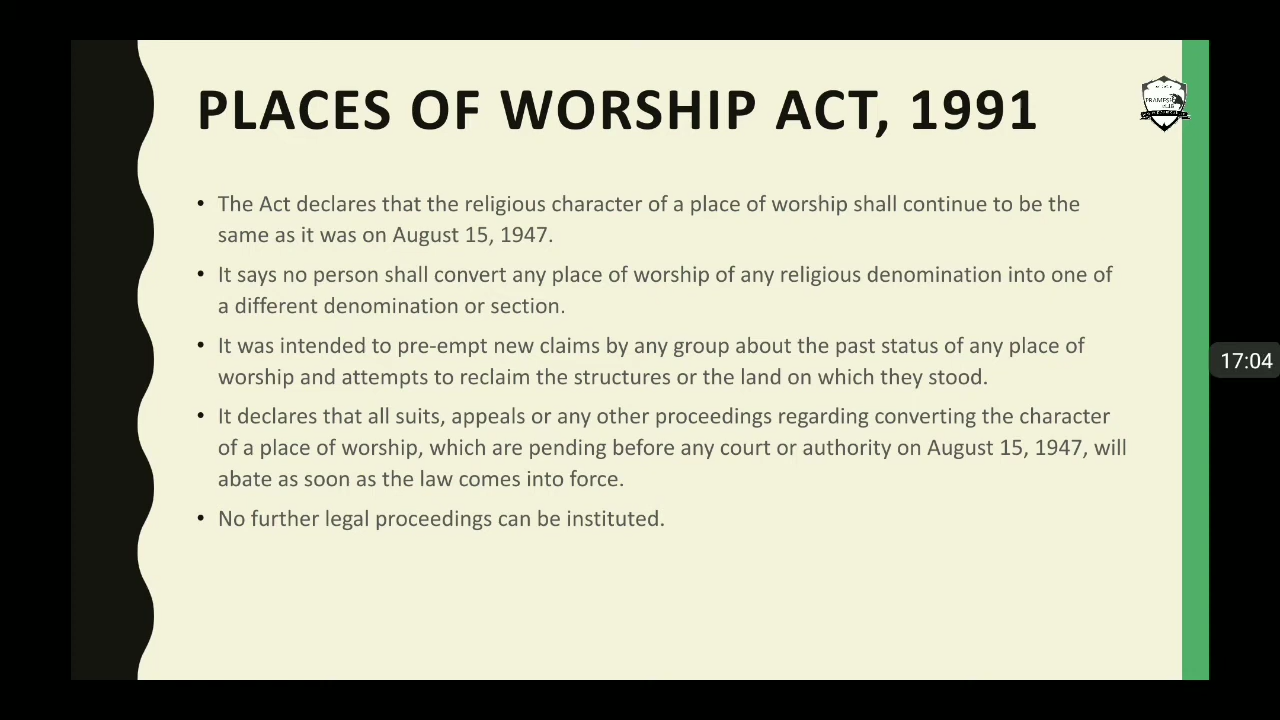 PLACES OF WORSHIP ACT, 1991
• The Act declares that the religious character of a place of worship shall continue to be the
same as it was on August 15, 1947.
• It says no person shall convert any place of worship of any religious denomination into one of
a different denomination or section.
• It was intended to pre-empt new claims by any group about the past status of any place of
worship and attempts to reclaim the structures or the land on which they stood.
• It declares that all suits, appeals or any other proceedings regarding converting the character
of a place of worship, which are pending before any court or authority on August 15, 1947, will
abate as soon as the law comes into force.
• No further legal proceedings can be instituted.
17:04